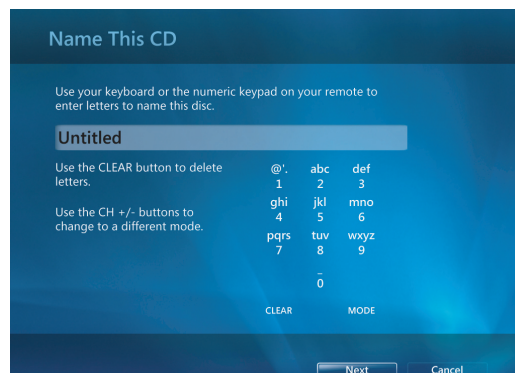 Name This CD
Use your keyboard or the numeric keypad on your remote to
enter letters to name this disc.
Untitled
Use the CLEAR button to delete
letters.
Use the CH +/- buttons to
change to a different mode.
@'. abc def
1 2 3
ghi jkl mno
4 5 6
pqrs tuv wxyz
7 8 9
_
0
CLEAR MODE
Next Cancel